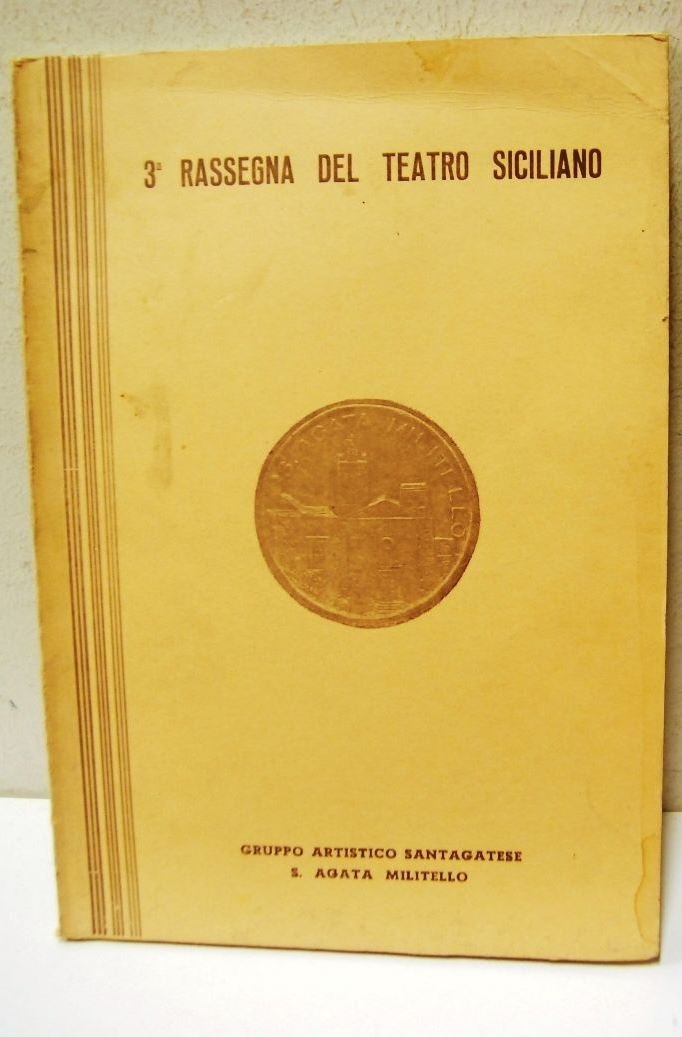 3ª RASSEGNA DEL TEATRO SICILIANO
S. AGATA MILITELLO
GRUPPO ARTISTICO SANTAGATESE
S. AGATA MILITELLO